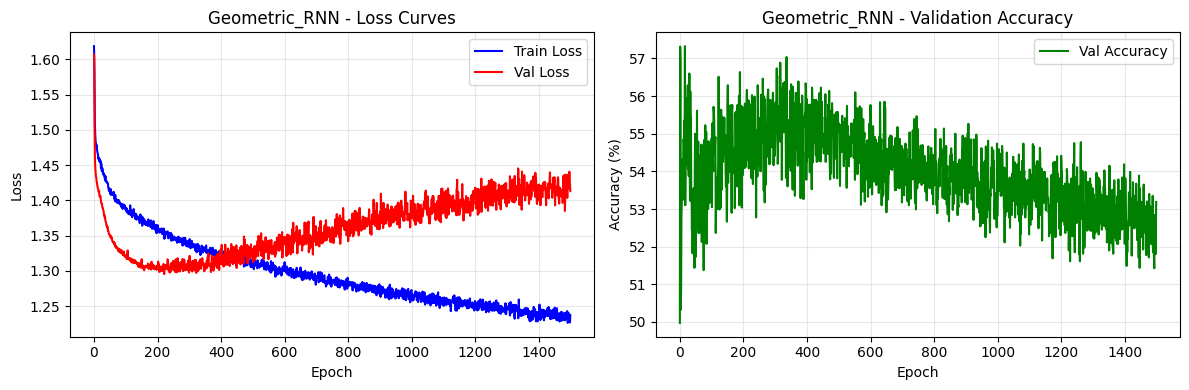 Geometric_RNN - Loss Curves
Train Loss
Val Loss
Loss
1.60
1.55
1.50
1.45
1.40
1.35
1.30
1.25
0 200 400 600 800 1000 1200 1400
Epoch
Geometric_RNN - Validation Accuracy
Val Accuracy
Accuracy (%)
57
56
55
54
53
52
51
50
0 200 400 600 800 1000 1200 1400
Epoch